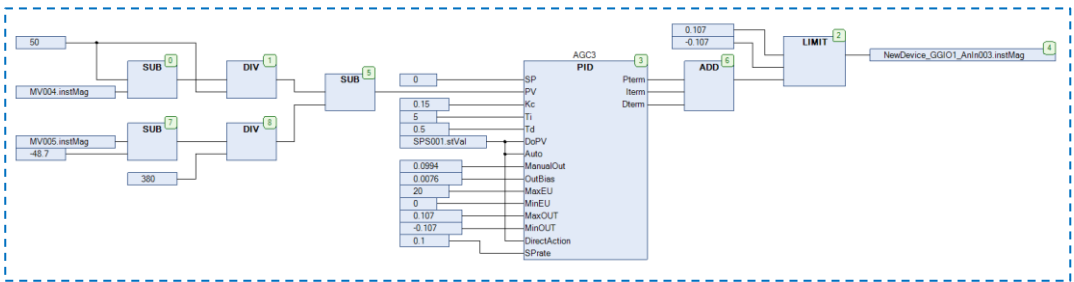 50
MV004.instMag
SUB 0
DIV 1
MV005.instMag
-48.7
SUB 7
DIV 8
380
SUB 5
AGC3
PID 3
0
SP
PV
0.15
Kc
5
Ti
0.5
Td
SPS001.stVal
DoPV
Auto
0.0994
ManualOut
0.0076
OutBias
20
MaxEU
0
MinEU
0.107
MaxOUT
-0.107
MinOUT
DirectAction
0.1
SPrate
Pterm
Iterm
Dterm
ADD 6
0.107
-0.107
LIMIT 2
NewDevice_GGIO1_AnIn003.instMag 4